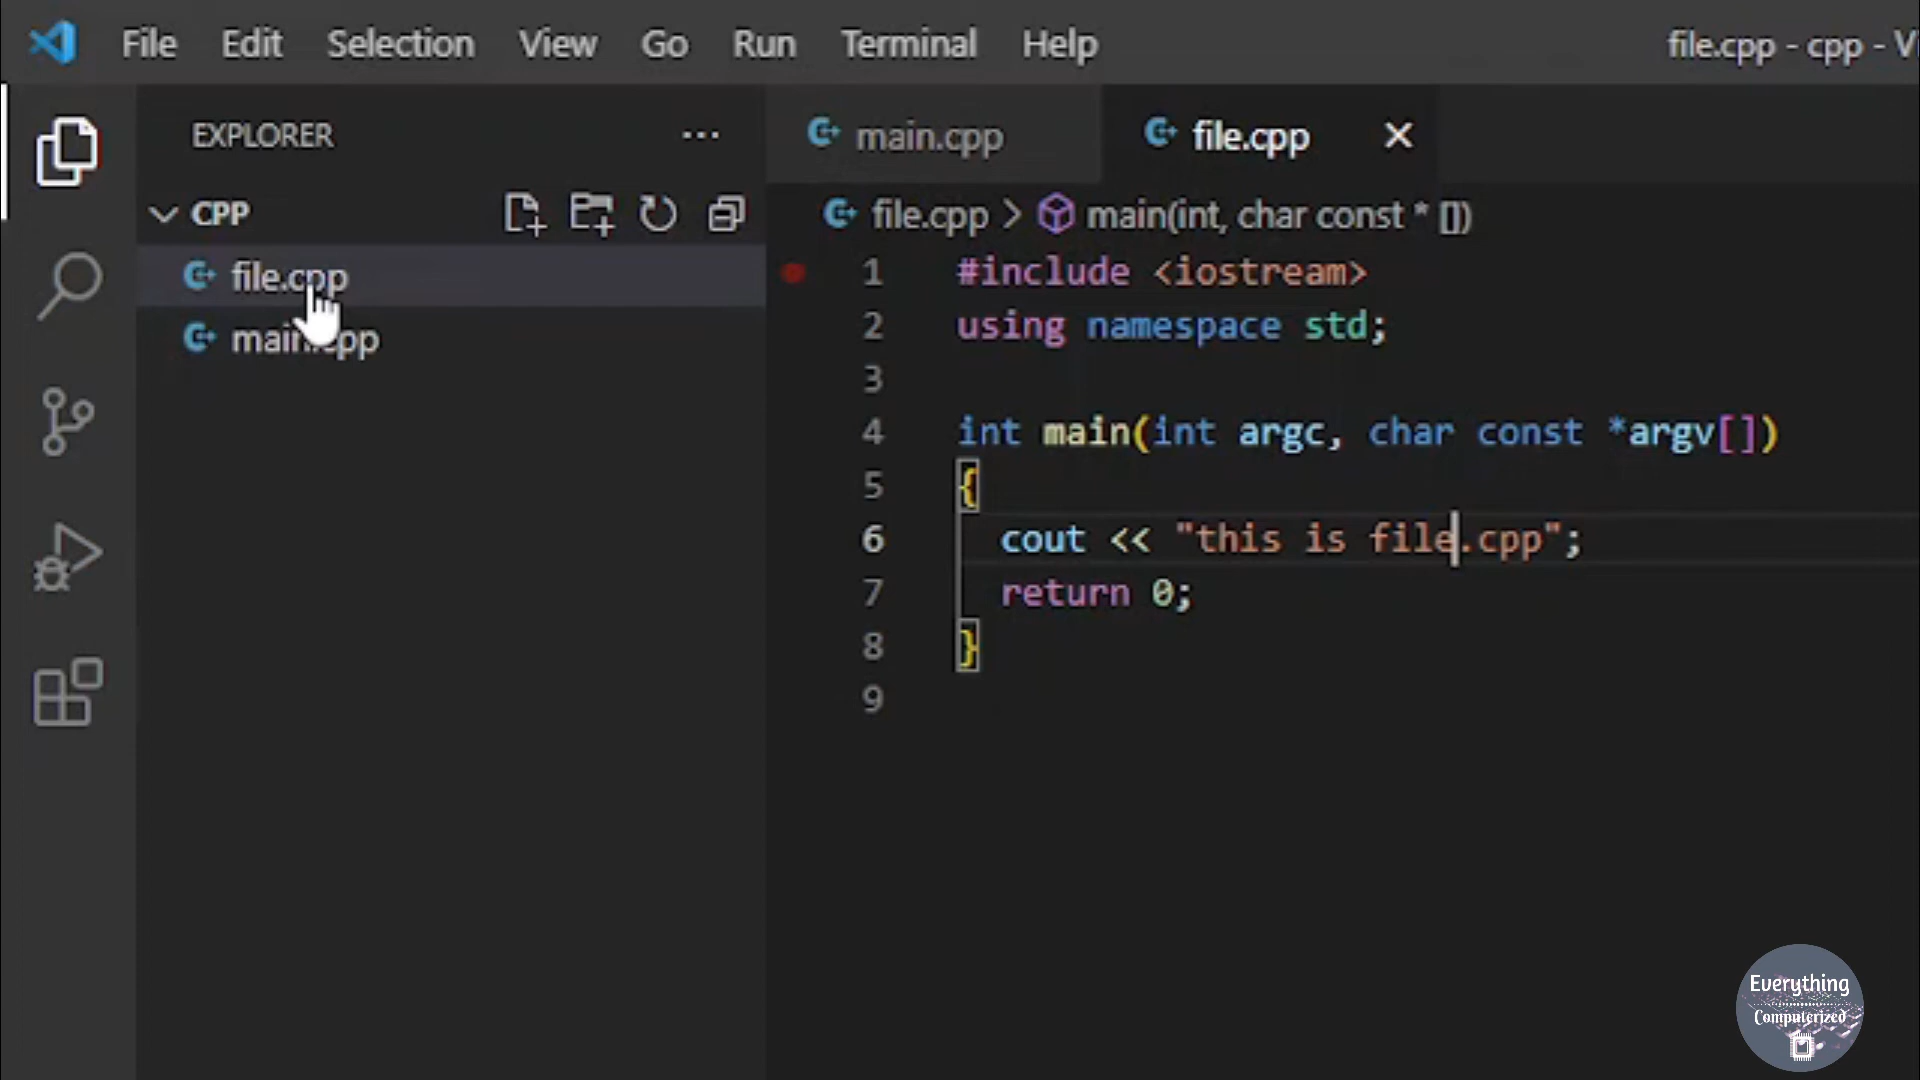 File Edit Selection View Go Run Terminal Help
file.cpp - cpp - V
EXPLORER ···
CPP
file.cpp
main.cpp
main.cpp file.cpp
file.cpp > main(int, char const * [])
1 #include <iostream>
2 using namespace std;
3
4 int main(int argc, char const *argv[])
5 {
6 cout << "this is file.cpp";
7 return 0;
8 }
9
Everything
Computerized